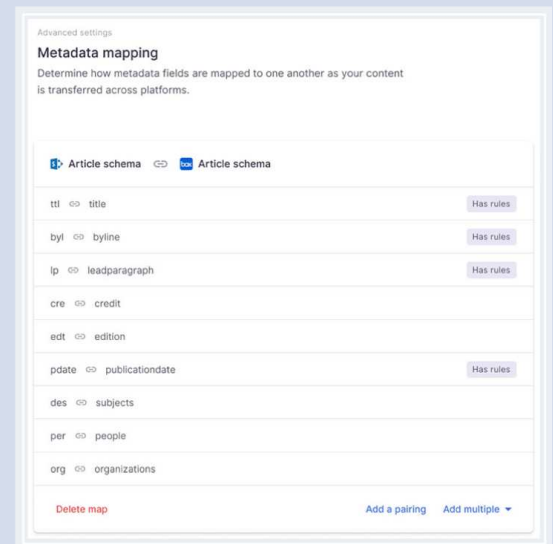 Advanced settings
Metadata mapping
Determine how metadata fields are mapped to one another as your content
is transferred across platforms.
S Article schema box Article schema
ttl title Has rules
byl byline Has rules
lp leadparagraph Has rules
cre credit
edt edition
pdate publicationdate Has rules
des subjects
per people
org organizations
Delete map Add a pairing Add multiple